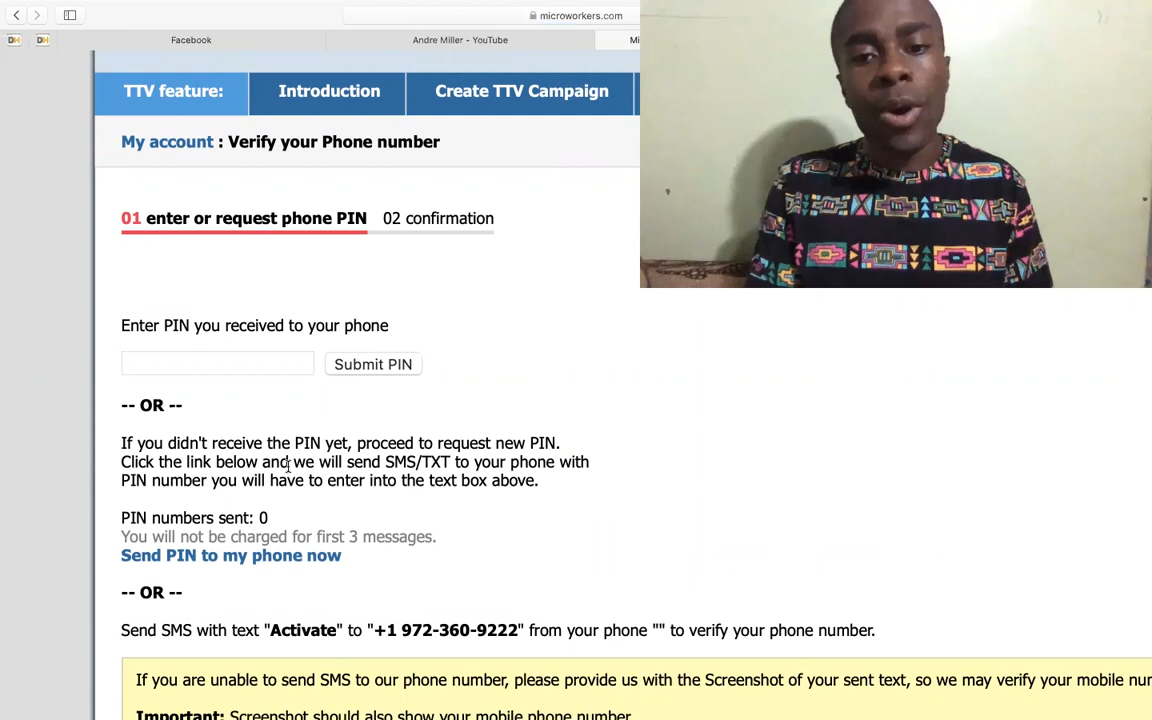 microworkers.com
DH
DH
Facebook
Andre Miller - YouTube
Mi
TTV feature:
Introduction
Create TTV Campaign
My account : Verify your Phone number
01 enter or request phone PIN 02 confirmation
Enter PIN you received to your phone
Submit PIN
-- OR --
If you didn't receive the PIN yet, proceed to request new PIN.
Click the link below and we will send SMS/TXT to your phone with
PIN number you will have to enter into the text box above.
PIN numbers sent: 0
You will not be charged for first 3 messages.
Send PIN to my phone now
-- OR --
Send SMS with text "Activate" to "+1 972-360-9222" from your phone "" to verify your phone number.
If you are unable to send SMS to our phone number, please provide us with the Screenshot of your sent text, so we may verify your mobile nur
Important: Screenshot should also show your mobile phone number